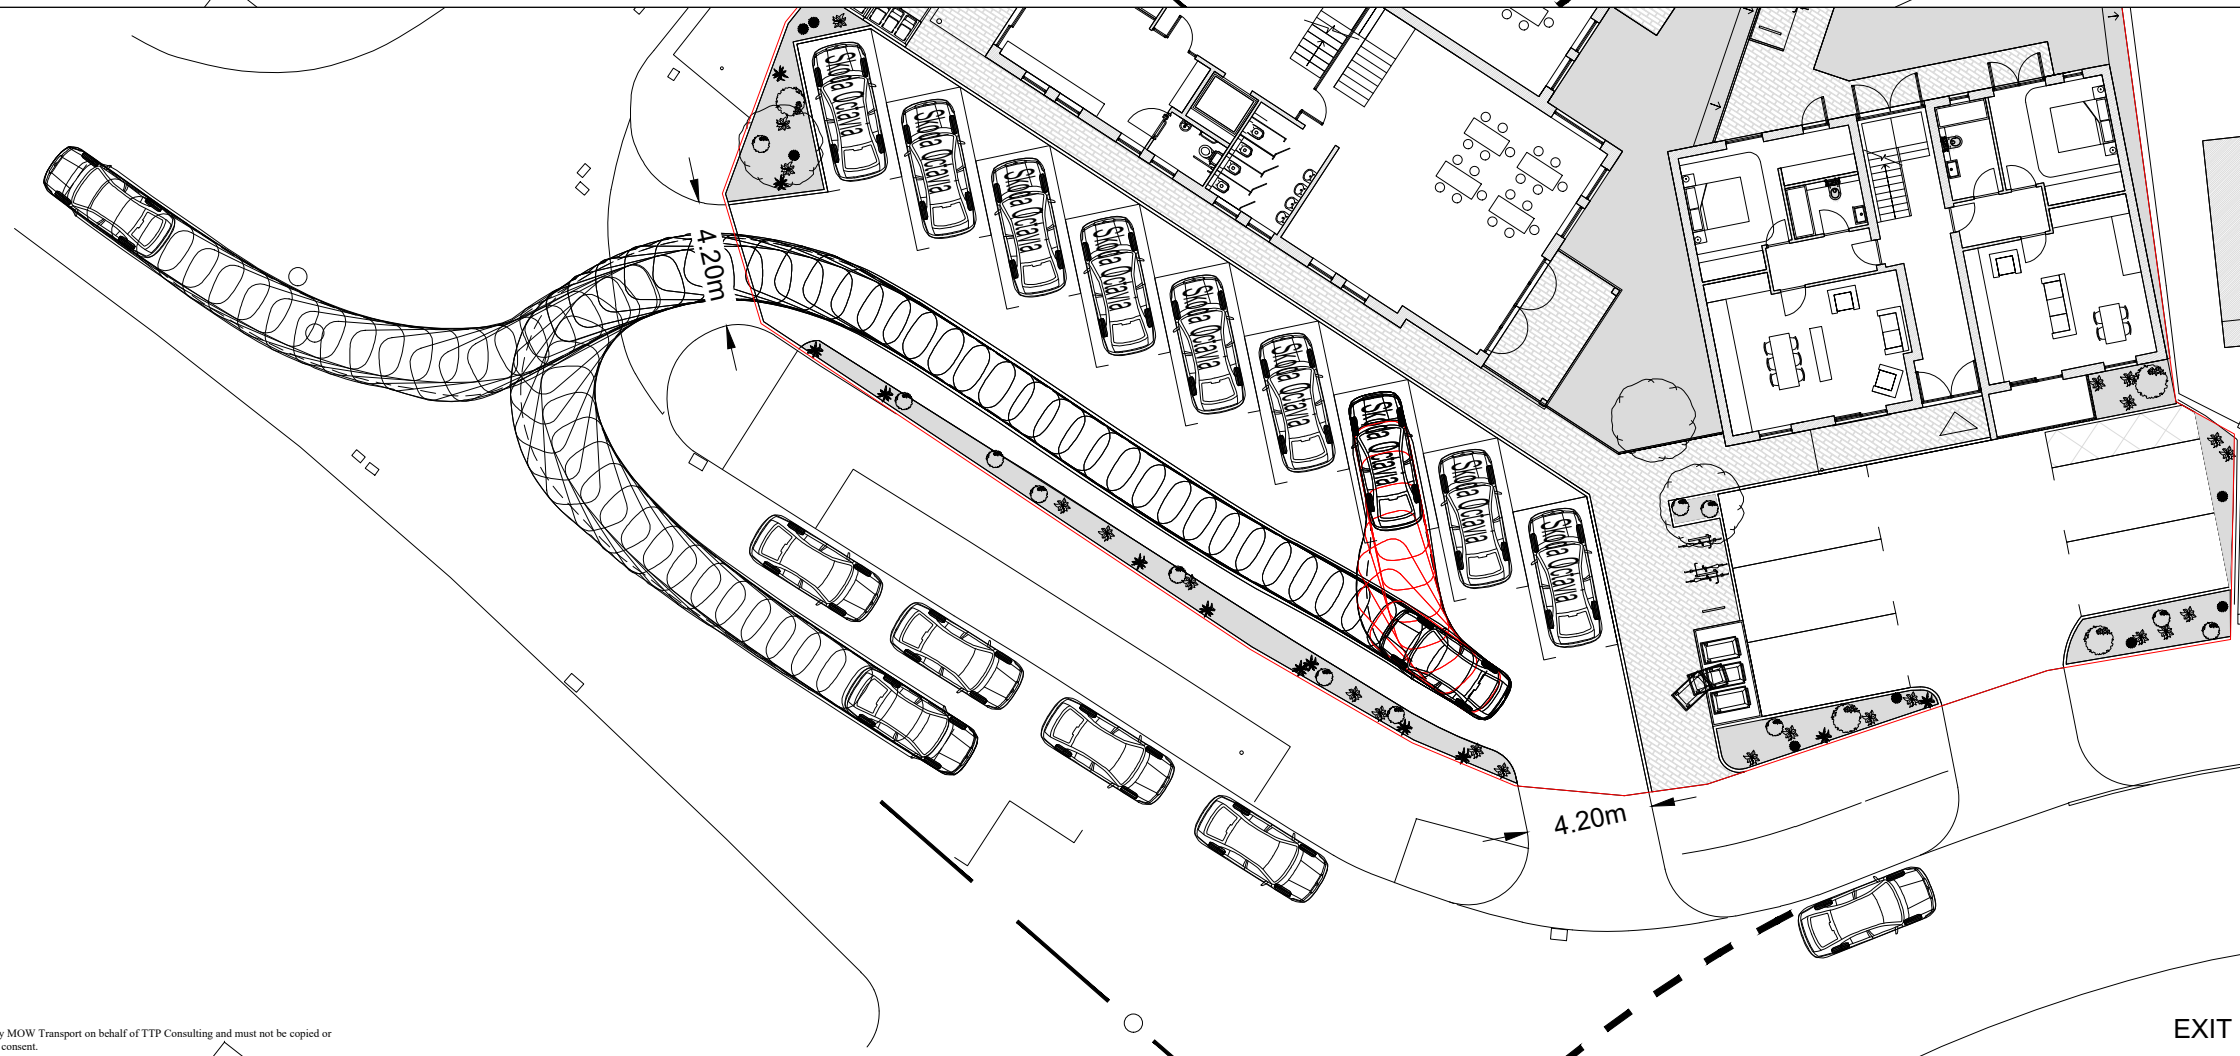 Skoda Octavia
Skoda Octavia
Skoda Octavia
Skoda Octavia
Skoda Octavia
Skoda Octavia
Skoda Octavia
Skoda Octavia
Skoda Octavia
4.20m
4.20m
y MOW Transport on behalf of TTP Consulting and must not be copied or
consent.
EXIT